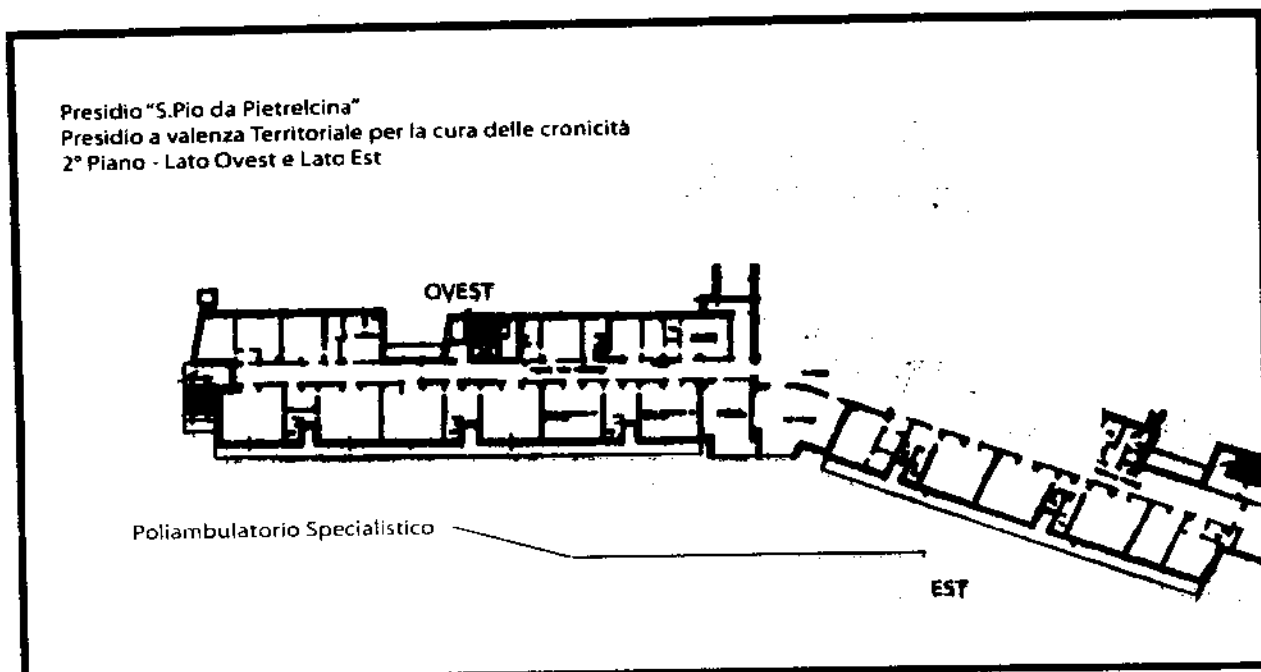 Presidio "S.Pio da Pietrelcina"
Presidio a valenza Territoriale per la cura delle cronicità
2° Piano - Lato Ovest e Lato Est
OVEST
Poliambulatorio Specialistico
EST